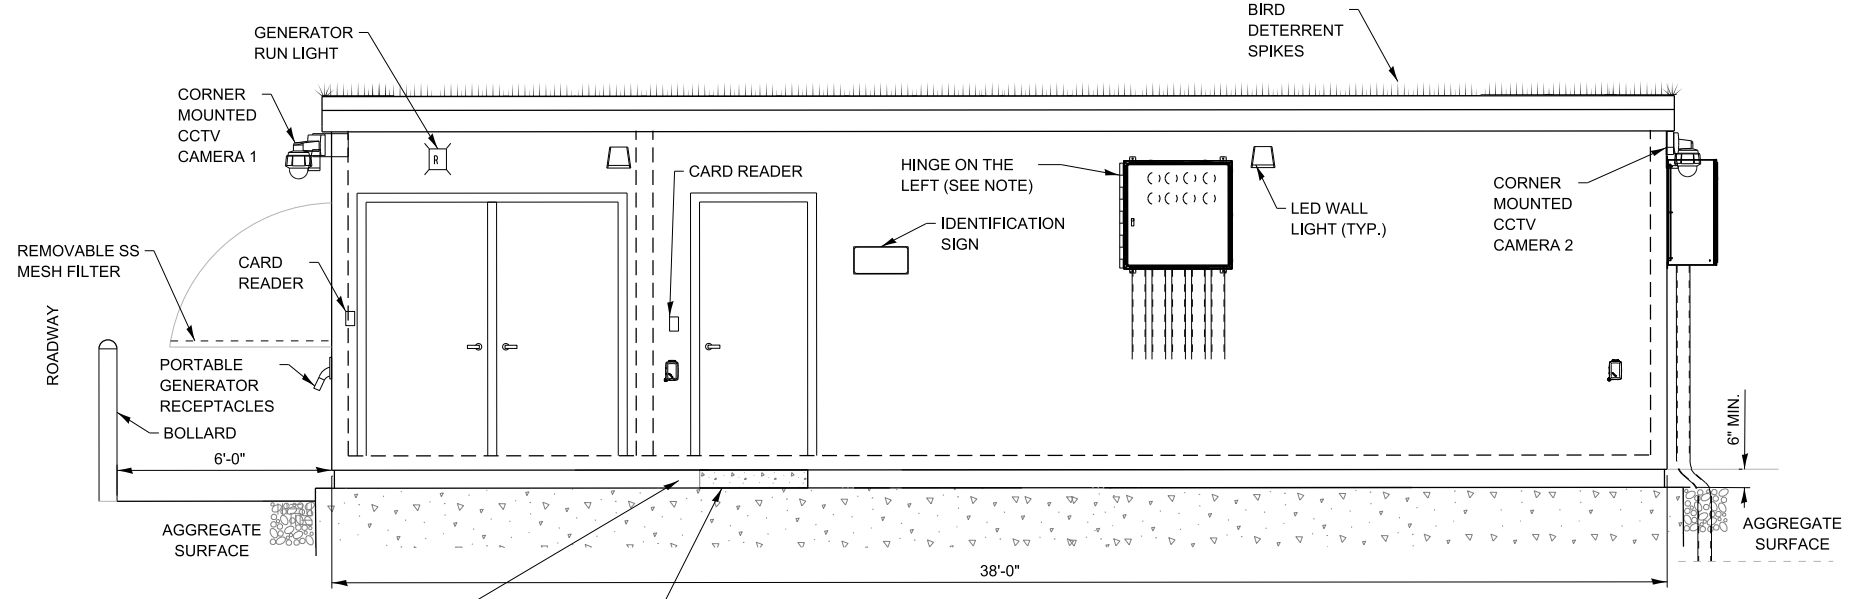 BIRD
DETERRENT
SPIKES
GENERATOR
RUN LIGHT
CORNER
MOUNTED
CCTV
CAMERA 1
R
CARD READER
HINGE ON THE
LEFT (SEE NOTE)
CORNER
MOUNTED
CCTV
CAMERA 2
LED WALL
LIGHT (TYP.)
IDENTIFICATION
SIGN
REMOVABLE SS
MESH FILTER
CARD
READER
ROADWAY
PORTABLE
GENERATOR
RECEPTACLES
BOLLARD
6'-0"
6" MIN.
AGGREGATE
SURFACE
AGGREGATE
SURFACE
38'-0"